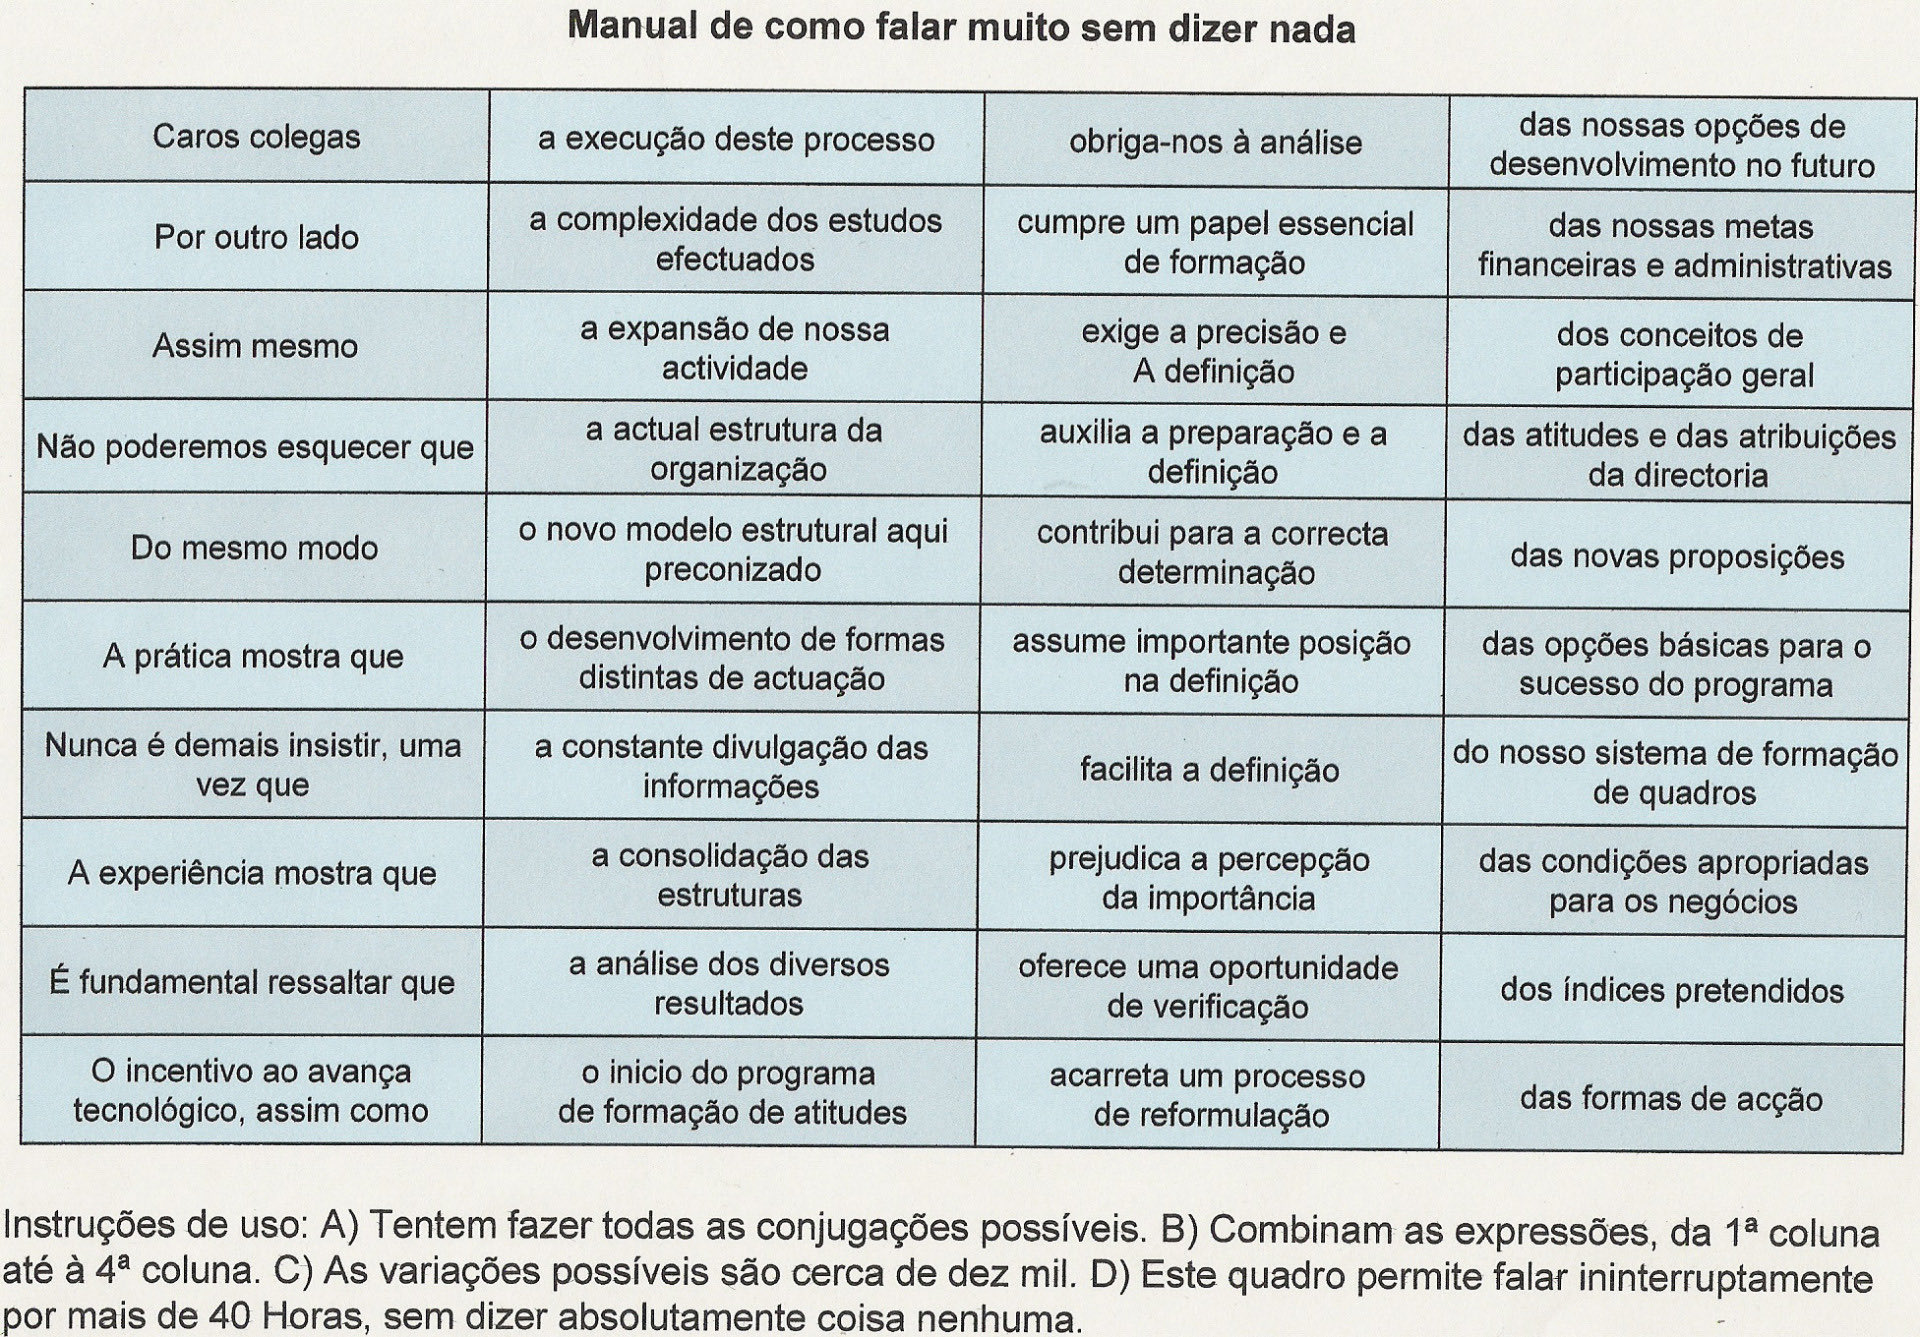 Manual de como falar muito sem dizer nada
Caros colegas
a execução deste processo
obriga-nos à análise
das nossas opções de
desenvolvimento no futuro
Por outro lado
a complexidade dos estudos
efectuados
cumpre um papel essencial
de formação
das nossas metas
financeiras e administrativas
Assim mesmo
a expansão de nossa
actividade
exige a precisão e
A definição
dos conceitos de
participação geral
Não poderemos esquecer que
a actual estrutura da
organização
auxilia a preparação e a
definição
das atitudes e das atribuições
da directoria
Do mesmo modo
o novo modelo estrutural aqui
preconizado
contribui para a correcta
determinação
das novas proposições
A prática mostra que
o desenvolvimento de formas
distintas de actuação
assume importante posição
na definição
das opções básicas para o
sucesso do programa
Nunca é demais insistir, uma
vez que
a constante divulgação das
informações
facilita a definição
do nosso sistema de formação
de quadros
A experiência mostra que
a consolidação das
estruturas
prejudica a percepção
da importância
das condições apropriadas
para os negócios
É fundamental ressaltar que
a análise dos diversos
resultados
oferece uma oportunidade
de verificação
dos índices pretendidos
O incentivo ao avança
tecnológico, assim como
o inicio do programa
de formação de atitudes
acarreta um processo
de reformulação
das formas de acção
Instruções de uso: A) Tentem fazer todas as conjugações possíveis. B) Combinam as expressões, da 1ª coluna
até à 4ª coluna. C) As variações possíveis são cerca de dez mil. D) Este quadro permite falar ininterruptamente
por mais de 40 Horas, sem dizer absolutamente coisa nenhuma.